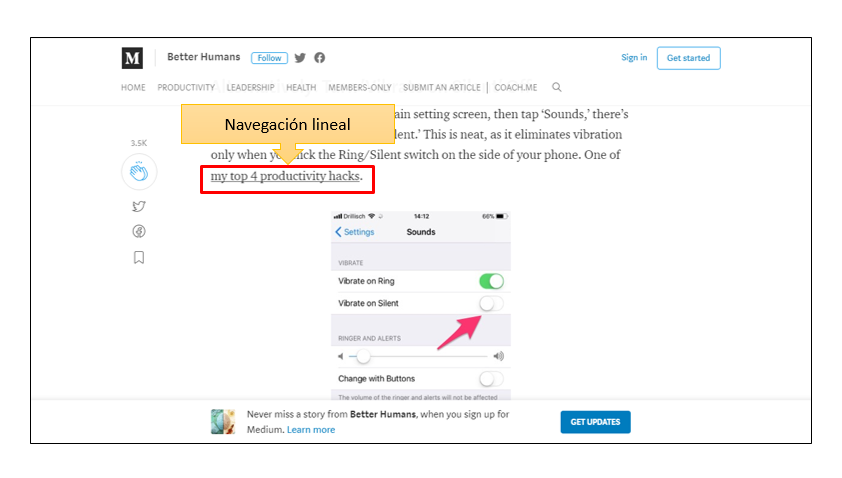 M Better Humans Follow Sign in Get started
HOME PRODUCTIVITY LEADERSHIP HEALTH MEMBERS-ONLY SUBMIT AN ARTICLE | COACH.ME
Navegación lineal
ain setting screen, then tap ‘Sounds,’ there’s
lent.’ This is neat, as it eliminates vibration
only when you click the Ring/Silent switch on the side of your phone. One of
my top 4 productivity hacks.
3.5K
Drillisch 14:12 66%
Settings Sounds
VIBRATE
Vibrate on Ring
Vibrate on Silent
RINGER AND ALERTS
Change with Buttons
The volume of the ringer and alerts will not be affected
Never miss a story from Better Humans, when you sign up for
Medium. Learn more
GET UPDATES